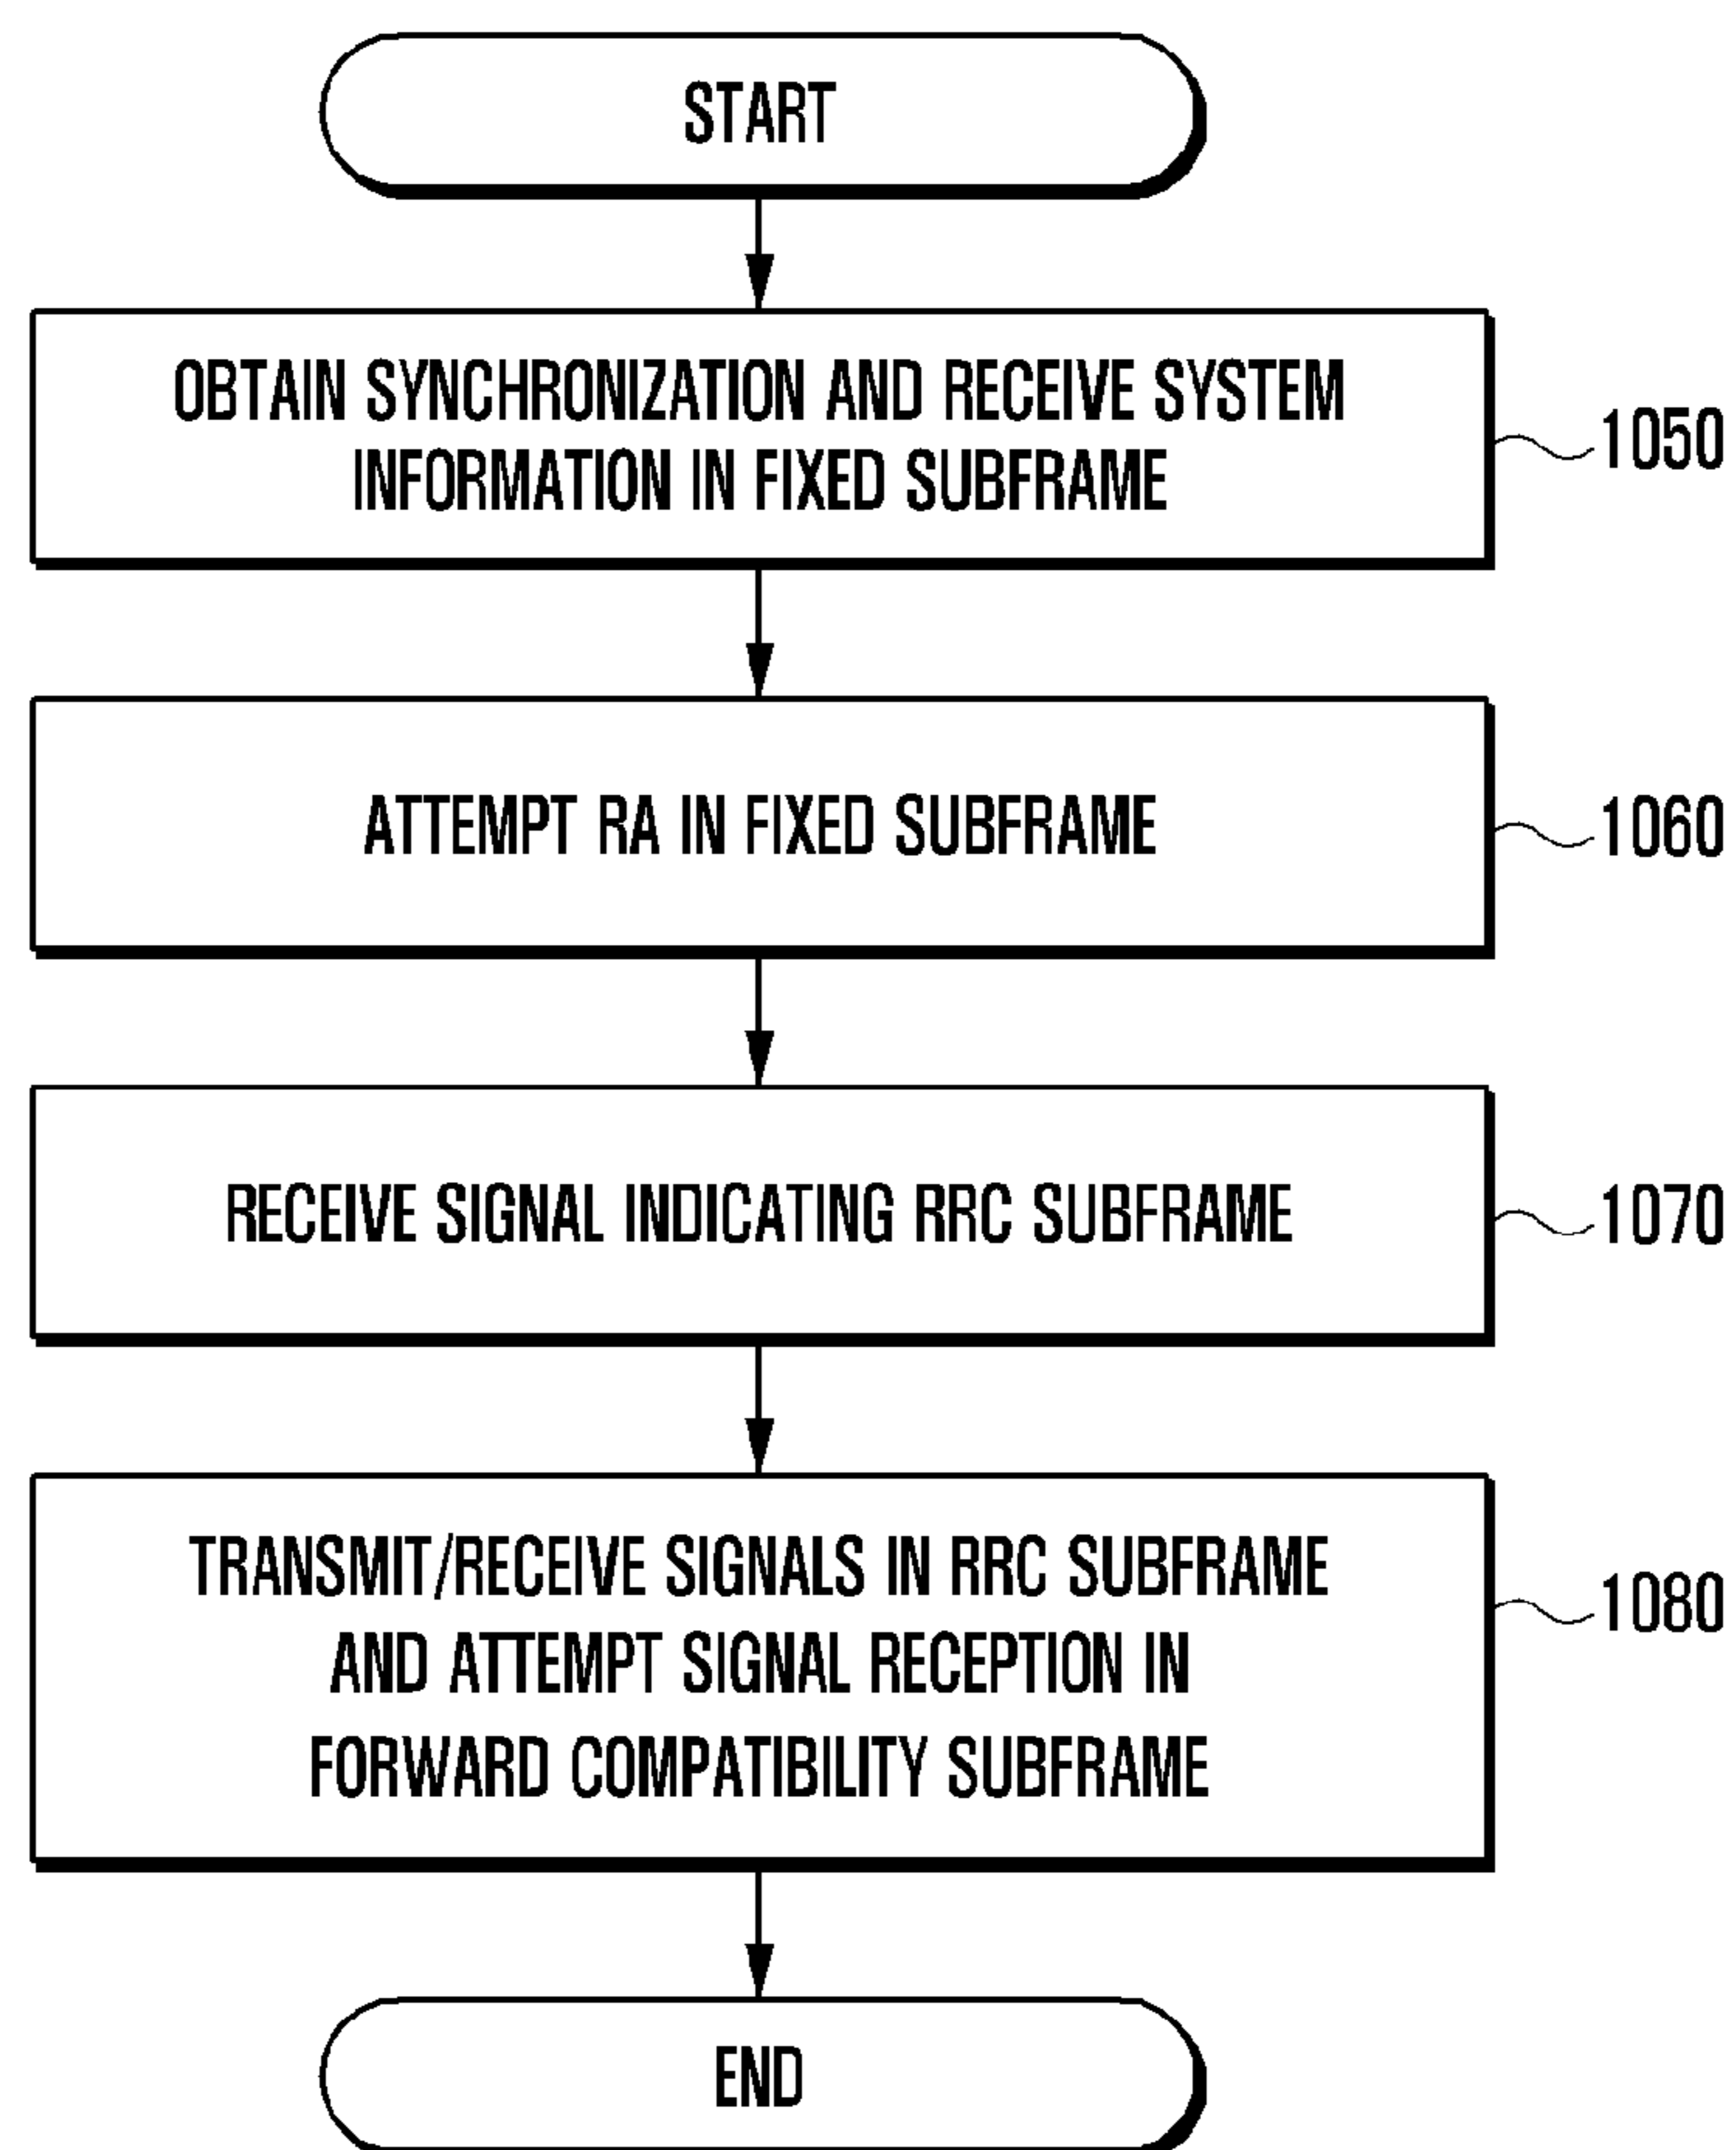 START
OBTAIN SYNCHRONIZATION AND RECEIVE SYSTEM
INFORMATION IN FIXED SUBFRAME
1050
ATTEMPT RA IN FIXED SUBFRAME
1060
RECEIVE SIGNAL INDICATING RRC SUBFRAME
1070
TRANSMIT/RECEIVE SIGNALS IN RRC SUBFRAME
AND ATTEMPT SIGNAL RECEPTION IN
FORWARD COMPATIBILITY SUBFRAME
1080
END